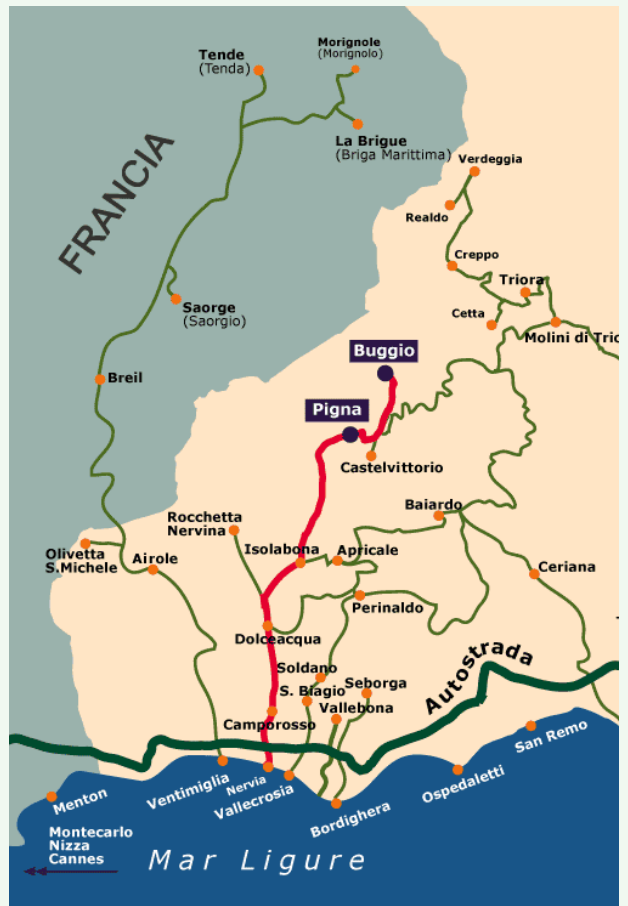 Tende
(Tenda)
Morignole
(Morignolo)
La Brigue
(Briga Marittima)
FRANCIA
Verdeggia
Realdo
Creppo
Triora
Cetta
Molini di Trio
Saorge
(Saorgio)
Buggio
Breil
Pigna
Castelvittorio
Rocchetta
Nervina
Baiardo
Olivetta
S.Michele
Airole
Isolabona
Apricale
Ceriana
Perinaldo
Dolceacqua
Soldano
S. Biagio
Seborga
Vallebona
Autostrada
Camporosso
San Remo
Ventimiglia
Nervia
Vallecrosia
Ospedaletti
Menton
Bordighera
Montecarlo
Nizza
Cannes
Mar Ligure